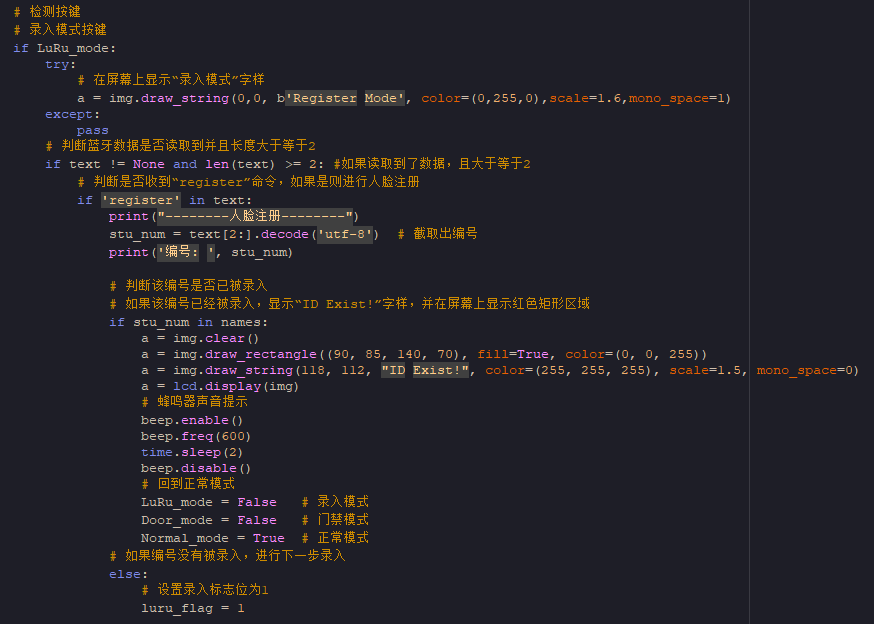 # 检测按键
# 录入模式按键
if LuRu_mode:
    try:
        # 在屏幕上显示“录入模式”字样
        a = img.draw_string(0,0, b'Register Mode', color=(0,255,0),scale=1.6,mono_space=1)
    except:
        pass
    # 判断蓝牙数据是否读取到并且长度大于等于2
    if text != None and len(text) >= 2: #如果读取到了数据，且大于等于2
        # 判断是否收到“register”命令，如果是则进行人脸注册
        if 'register' in text:
            print("--------人脸注册--------")
            stu_num = text[2:].decode('utf-8')  # 截取出编号
            print('编号: ', stu_num)
            # 判断该编号是否已被录入
            # 如果该编号已经被录入，显示“ID Exist!”字样，并在屏幕上显示红色矩形区域
            if stu_num in names:
                a = img.clear()
                a = img.draw_rectangle((90, 85, 140, 70), fill=True, color=(0, 0, 255))
                a = img.draw_string(118, 112, "ID Exist!", color=(255, 255, 255), scale=1.5, mono_space=0)
                a = lcd.display(img)
                # 蜂鸣器声音提示
                beep.enable()
                beep.freq(600)
                time.sleep(2)
                beep.disable()
                # 回到正常模式
                LuRu_mode = False   # 录入模式
                Door_mode = False   # 门禁模式
                Normal_mode = True  # 正常模式
            # 如果编号没有被录入，进行下一步录入
            else:
                # 设置录入标志位为1
                luru_flag = 1